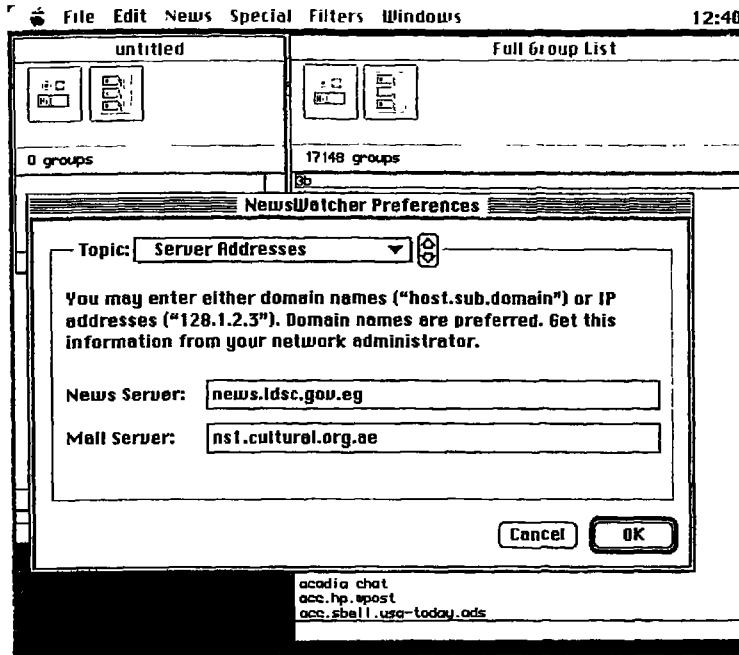 File Edit News Special Filters Windows 12:40
untitled
Full Group List
0 groups
17148 groups
3b
NewsWatcher Preferences
Topic: Server Addresses
You may enter either domain names ("host.sub.domain") or IP
addresses ("128.1.2.3"). Domain names are preferred. Get this
information from your network administrator.
News Server: news.idsc.gov.eg
Mail Server: ns1.cultural.org.ae
Cancel OK
acadia chat
acc.hp.wpost
acc.sbell.usa-today.ads